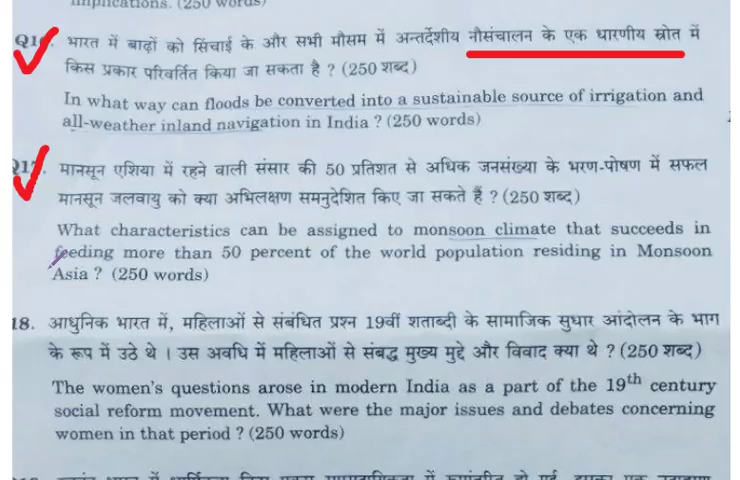 implications. (250 words)
Q16. भारत में बाढ़ों को सिंचाई के और सभी मौसम में अन्तर्देशीय नौसंचालन के एक धारणीय स्रोत में
किस प्रकार परिवर्तित किया जा सकता है ? (250 शब्द)
In what way can floods be converted into a sustainable source of irrigation and
all-weather inland navigation in India ? (250 words)
Q17. मानसून एशिया में रहने वाली संसार की 50 प्रतिशत से अधिक जनसंख्या के भरण-पोषण में सफल
मानसून जलवायु को क्या अभिलक्षण समनुदेशित किए जा सकते हैं ? (250 शब्द)
What characteristics can be assigned to monsoon climate that succeeds in
feeding more than 50 percent of the world population residing in Monsoon
Asia ? (250 words)
18. आधुनिक भारत में, महिलाओं से संबंधित प्रश्न 19वीं शताब्दी के सामाजिक सुधार आंदोलन के भाग
के रूप में उठे थे । उस अवधि में महिलाओं से संबद्ध मुख्य मुद्दे और विवाद क्या थे ? (250 शब्द)
The women's questions arose in modern India as a part of the 19th century
social reform movement. What were the major issues and debates concerning
women in that period ? (250 words)